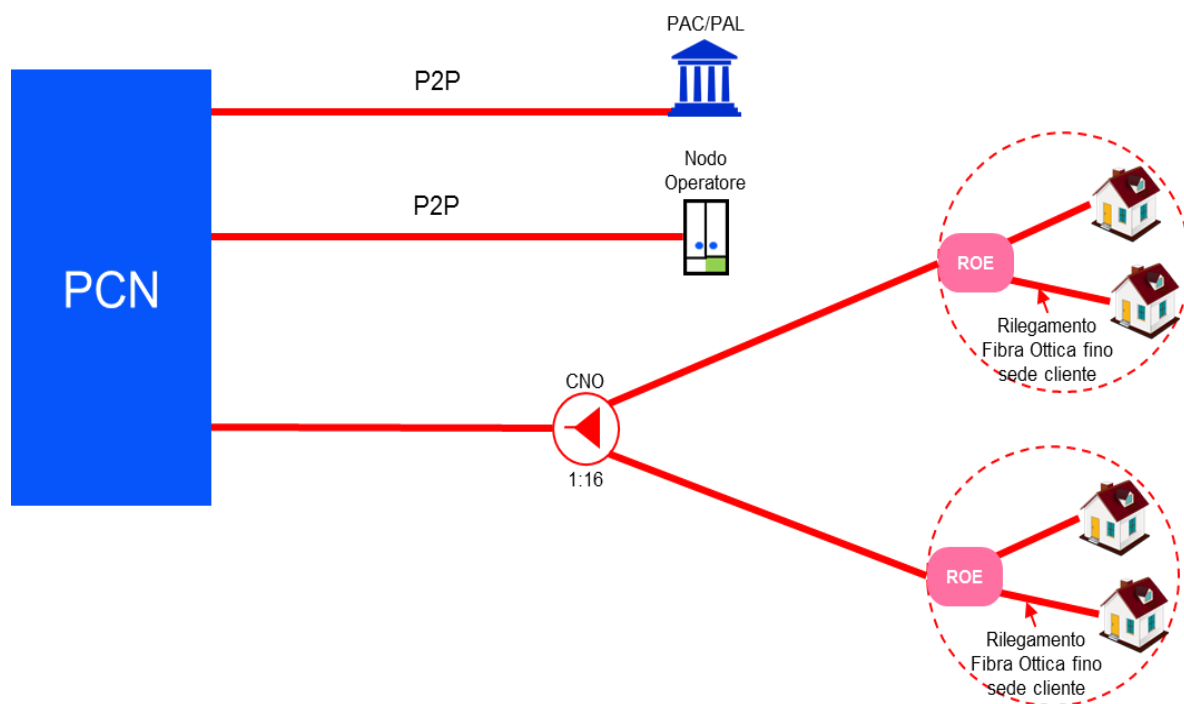 PAC/PAL
P2P
Nodo
Operatore
P2P
PCN
CNO
1:16
ROE
Rilegamento
Fibra Ottica fino
sede cliente
ROE
Rilegamento
Fibra Ottica fino
sede cliente